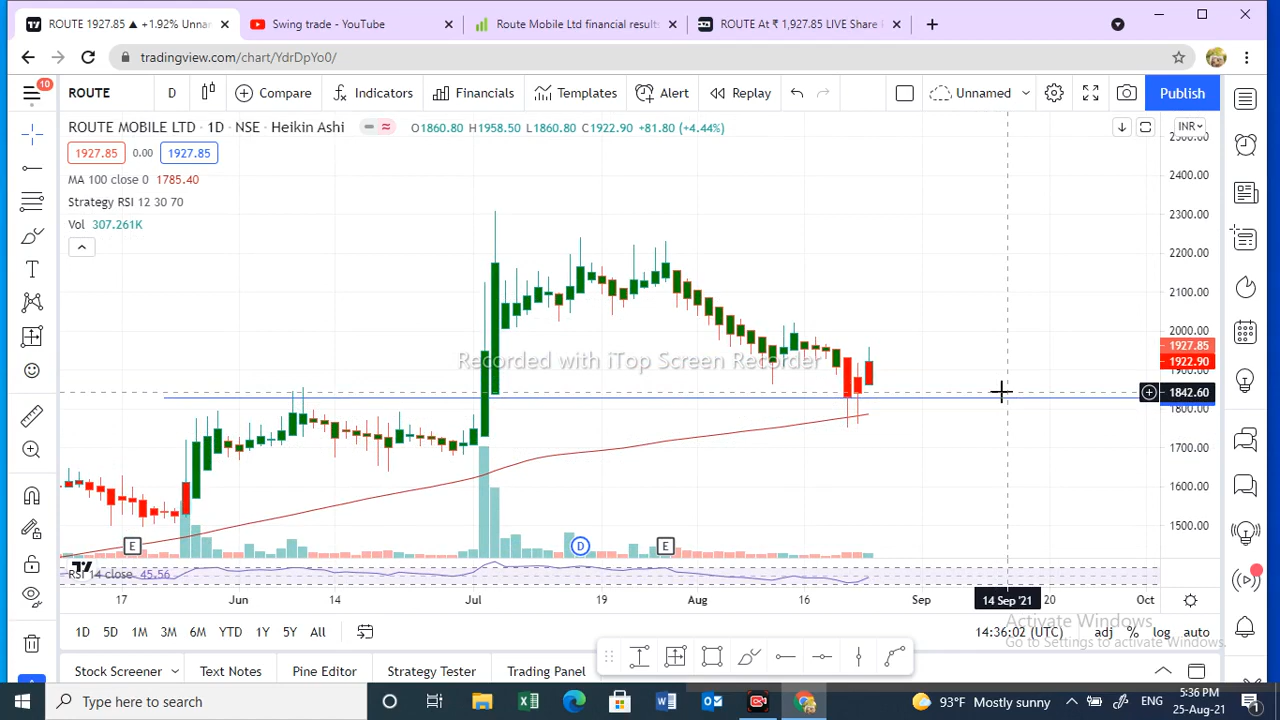 ROUTE 1927.85 ▲ +1.92% Unnar
Swing trade - YouTube
Route Mobile Ltd financial results
ROUTE At ₹ 1,927.85 LIVE Share
tradingview.com/chart/YdrDpYo0/
10
ROUTE D Compare Indicators Financials Templates Alert Replay Unnamed Publish
ROUTE MOBILE LTD · 1D · NSE · Heikin Ashi O1860.80 H1958.50 L1860.80 C1922.90 +81.80 (+4.44%) INR
1927.85 0.00 1927.85
MA 100 close 0 1785.40
Strategy RSI 12 30 70
Vol 307.261K
2500.00
2400.00
2300.00
2200.00
2100.00
2000.00
1927.85
1922.90
1900.00
1842.60
1800.00
1700.00
1600.00
1500.00
Recorded with iTop Screen Recorder
E D E
RSI 14 close 45.56
17 Jun 14 Jul 19 Aug 16 Sep 14 Sep '21 20 Oct
1D 5D 1M 3M 6M YTD 1Y 5Y All 14:36:02 (UTC) adj % log auto
Activate Windows
Go to Settings to activate Windows.
Stock Screener Text Notes Pine Editor Strategy Tester Trading Panel
Type here to search
93°F Mostly sunny ENG
5:36 PM
25-Aug-21
1